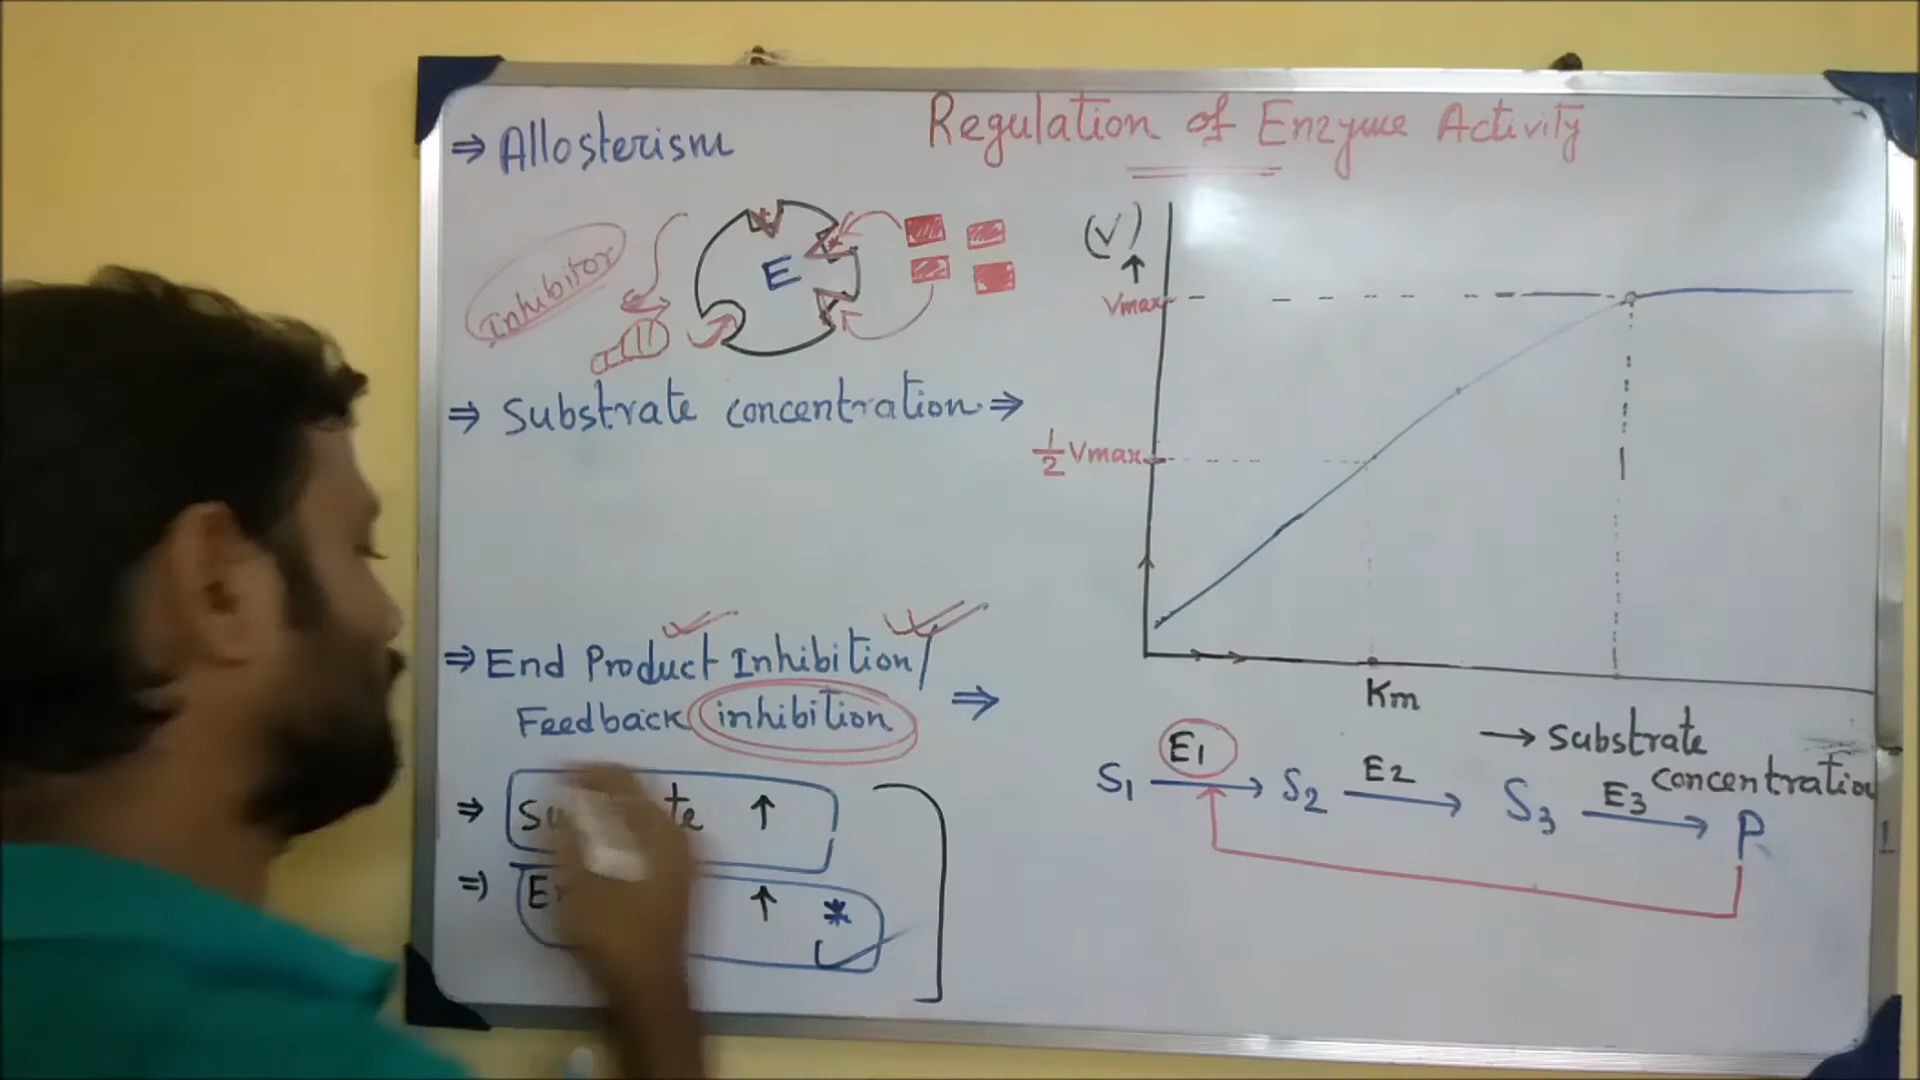 Regulation of Enzyme Activity
⇒ Allosterism
inhibitor
E
⇒ Substrate concentration ⇒
(V)
↑
Vmax
1/2 Vmax
Km
→ Substrate
concentration
⇒ End Product Inhibition/
Feedback inhibition ⇒
S1 E1→ S2 E2→ S3 E3→ P
⇒ ↑
⇒ ↑ *